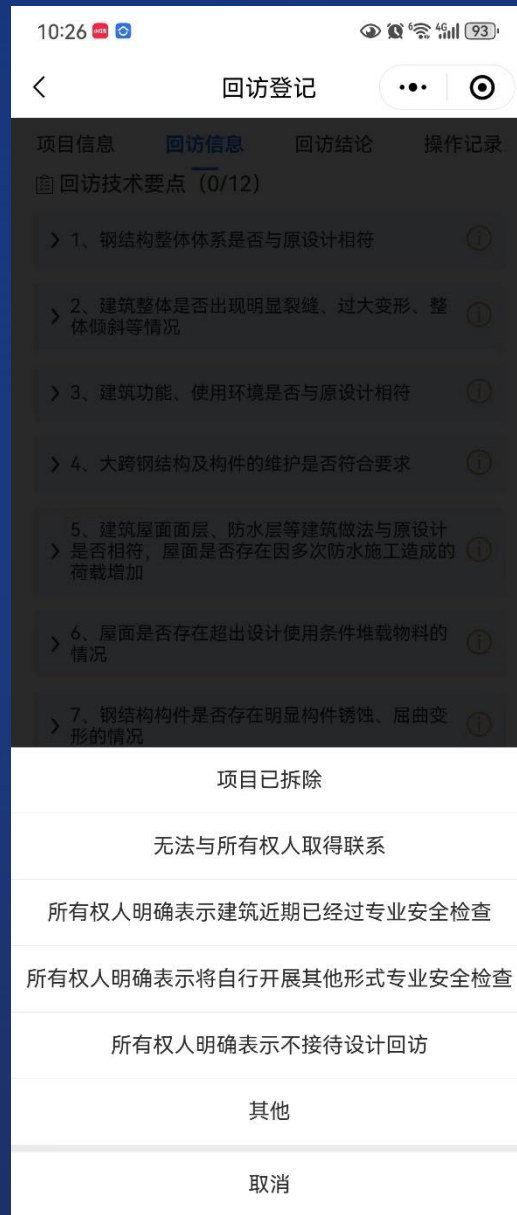 10:26
4G 93
回访登记
项目信息 回访信息 回访结论 操作记录
回访技术要点（0/12）
1、钢结构整体体系是否与原设计相符
2、建筑整体是否出现明显裂缝、过大变形、整
体倾斜等情况
3、建筑功能、使用环境是否与原设计相符
4、大跨钢结构及构件的维护是否符合要求
5、建筑屋面面层、防水层等建筑做法与原设计
是否相符，屋面是否存在因多次防水施工造成的
荷载增加
6、屋面是否存在超出设计使用条件堆载物料的
情况
7、钢结构构件是否存在明显构件锈蚀、屈曲变
形的情况
项目已拆除
无法与所有权人取得联系
所有权人明确表示建筑近期已经过专业安全检查
所有权人明确表示将自行开展其他形式专业安全检查
所有权人明确表示不接待设计回访
其他
取消